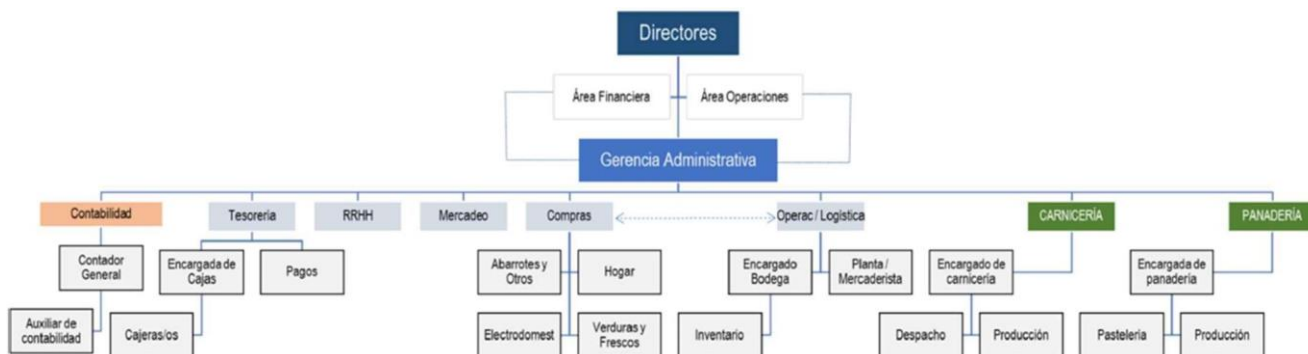 Directores
Área Financiera
Área Operaciones
Gerencia Administrativa
Contabilidad
Tesoreria
RRHH
Mercadeo
Compras
Operac / Logística
CARNICERÍA
PANADERÍA
Contador
General
Encargada de
Cajas
Pagos
Abarrotes y
Otros
Hogar
Encargado
Bodega
Planta /
Mercaderista
Encargado de
carnicería
Encargada de
panadería
Auxiliar de
contabilidad
Cajeras/os
Electrodomest
Verduras y
Frescos
Inventario
Despacho
Producción
Pasteleria
Producción